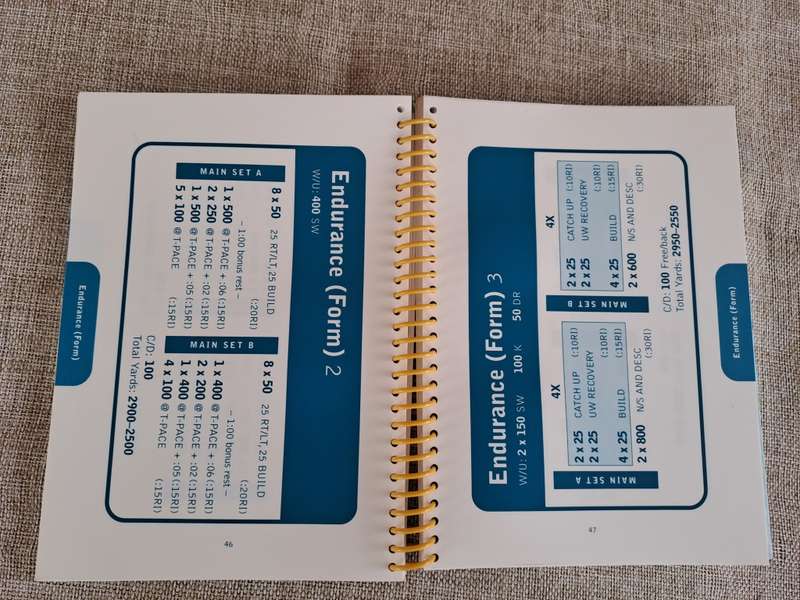 Endurance (Form)
Endurance (Form) 2
W/U: 400 SW
MAIN SET A
8 x 50 25 RT/LT, 25 BUILD (:20RI)
– 1:00 bonus rest –
1 x 500 @ T-PACE + :06 (:15RI)
2 x 250 @ T-PACE + :02 (:15RI)
1 x 500 @ T-PACE + :05 (:15RI)
5 x 100 @ T-PACE (:15RI)
MAIN SET B
8 x 50 25 RT/LT, 25 BUILD (:20RI)
– 1:00 bonus rest –
1 x 400 @ T-PACE + :06 (:15RI)
2 x 200 @ T-PACE + :02 (:15RI)
1 x 400 @ T-PACE + :05 (:15RI)
4 x 100 @ T-PACE (:15RI)
C/D: 100
Total Yards: 2900–2500
46
Endurance (Form)
Endurance (Form) 3
W/U: 2 x 150 SW 100 K 50 DR
MAIN SET A
4X
2 x 25 CATCH UP (:10RI)
2 x 25 UW RECOVERY (:10RI)
4 x 25 BUILD (:15RI)
2 x 800 N/S AND DESC (:30RI)
MAIN SET B
4X
2 x 25 CATCH UP (:10RI)
2 x 25 UW RECOVERY (:10RI)
4 x 25 BUILD (:15RI)
2 x 600 N/S AND DESC (:30RI)
C/D: 100 Free/back
Total Yards: 2950–2550
47